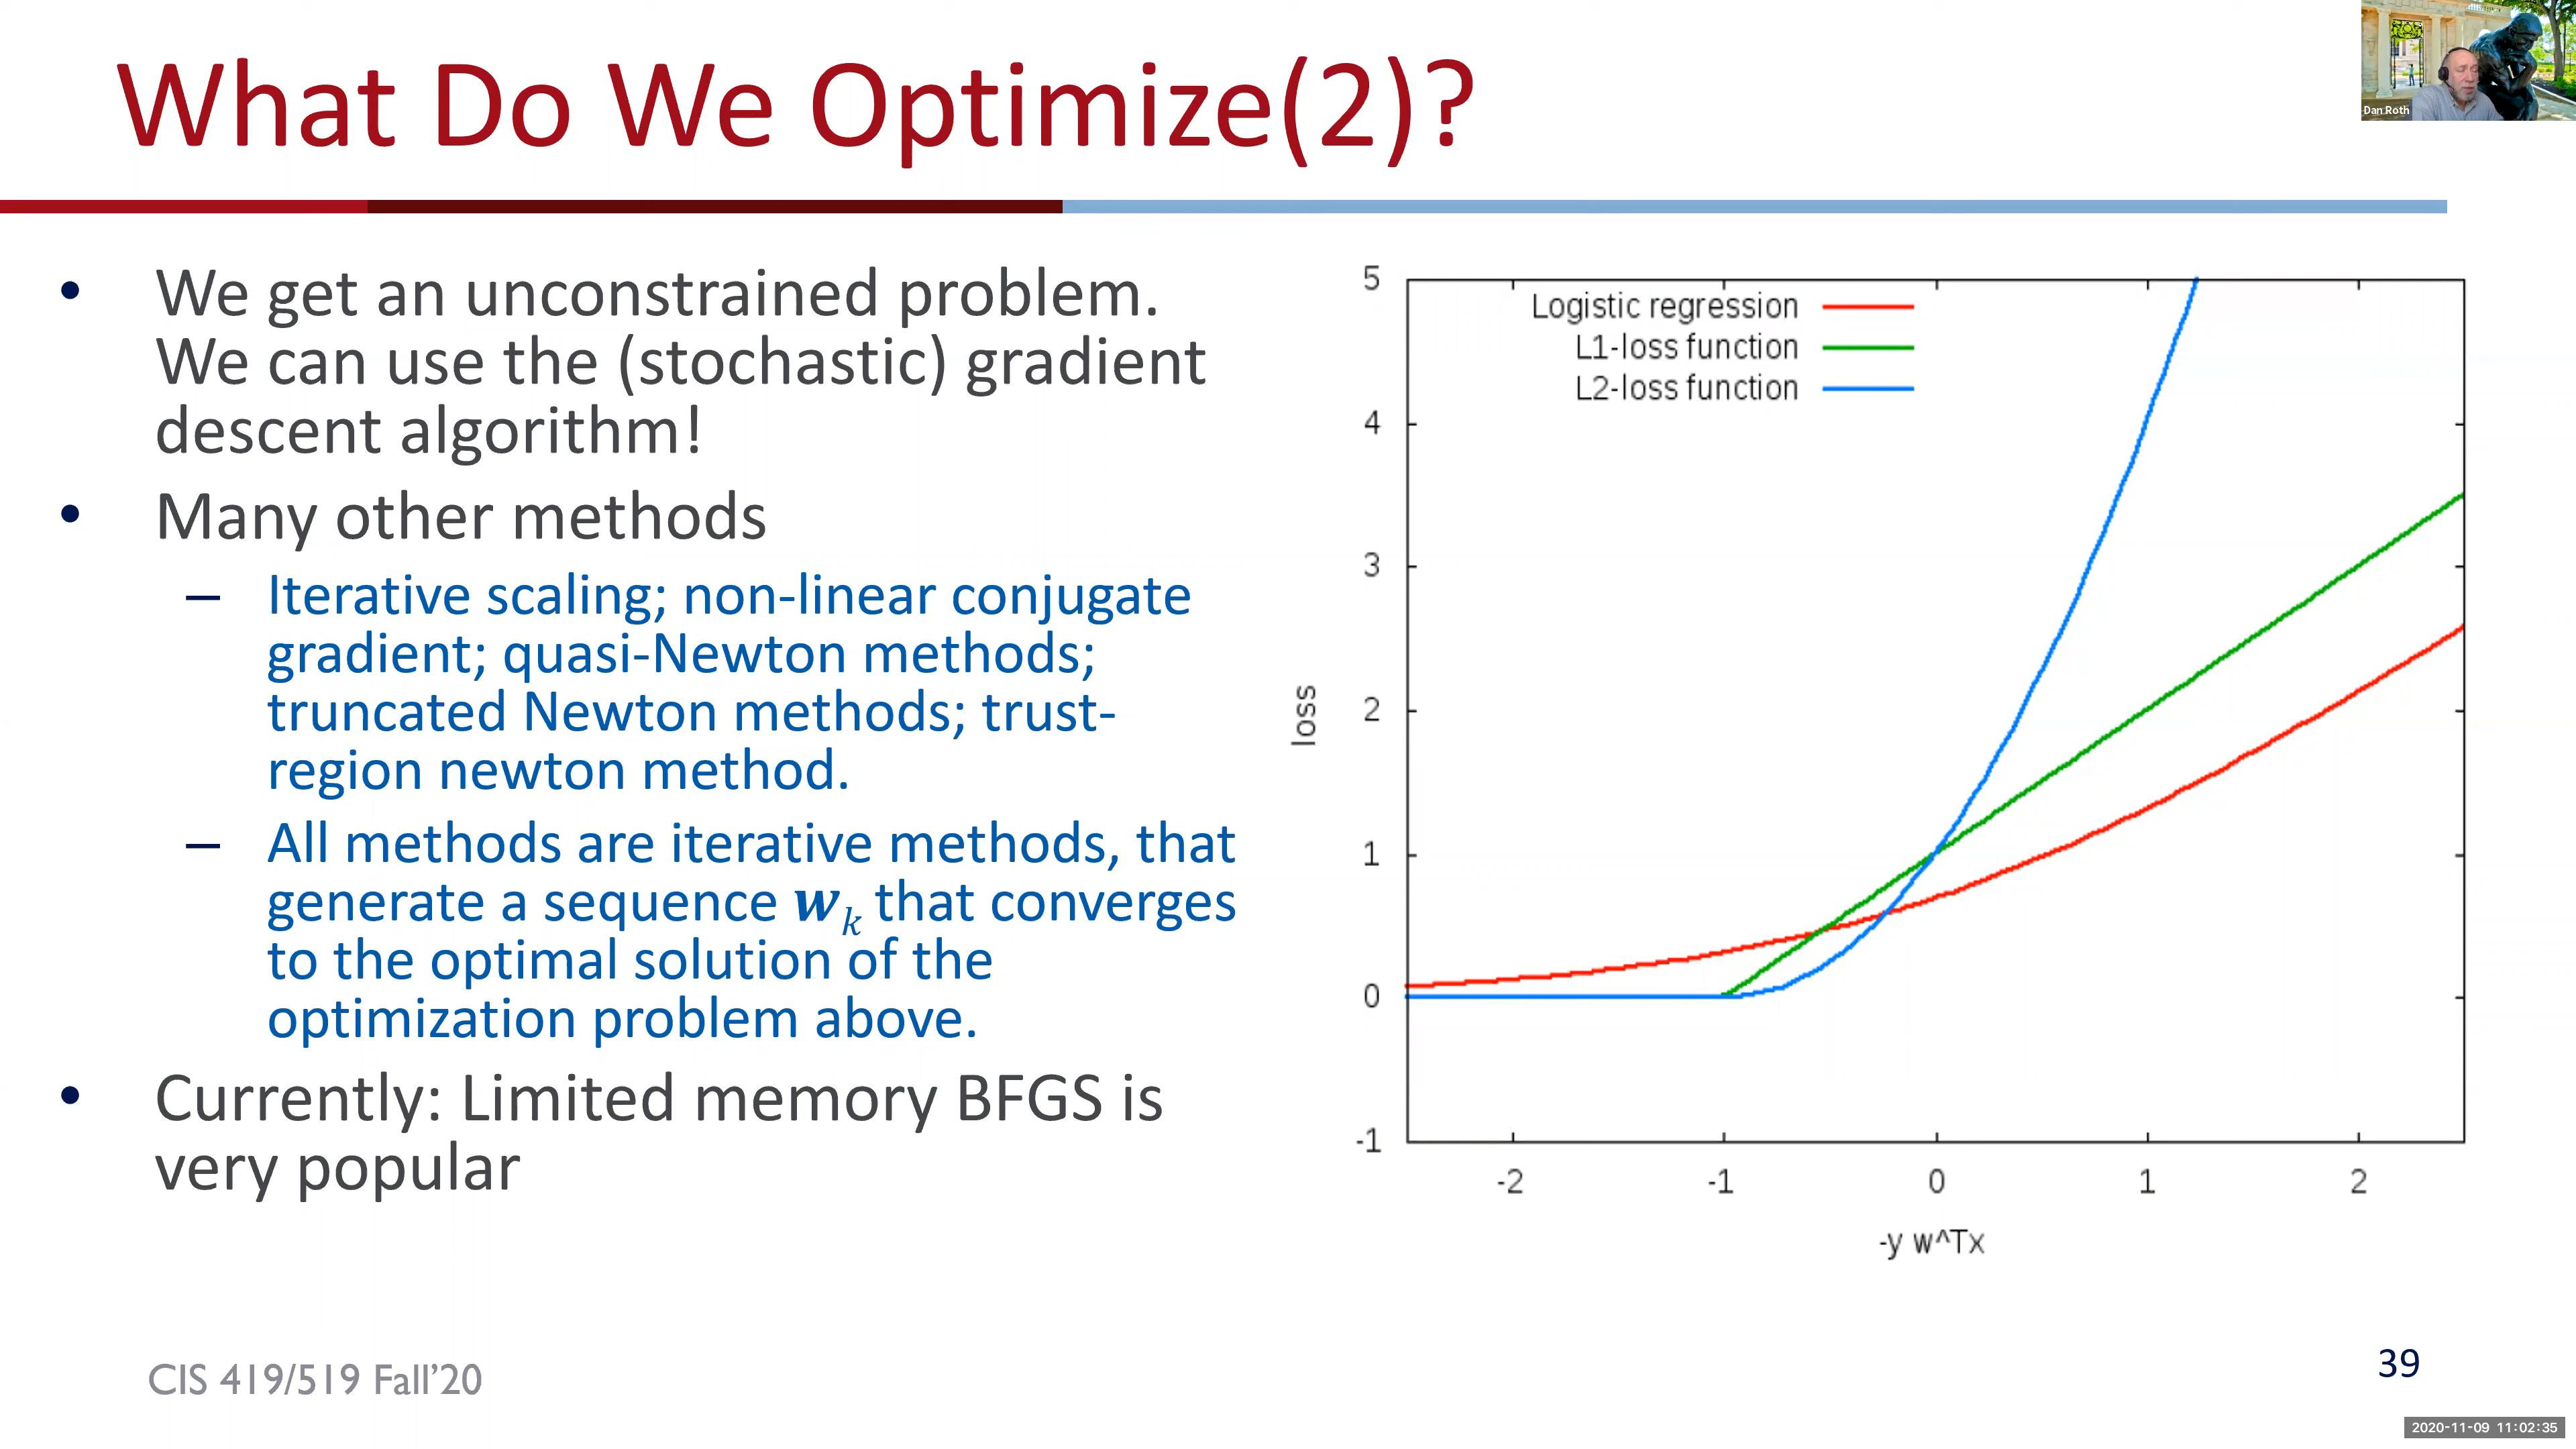 What Do We Optimize(2)?
Dan Roth
• We get an unconstrained problem.
We can use the (stochastic) gradient
descent algorithm!
• Many other methods
– Iterative scaling; non-linear conjugate
gradient; quasi-Newton methods;
truncated Newton methods; trust-
region newton method.
– All methods are iterative methods, that
generate a sequence w_k that converges
to the optimal solution of the
optimization problem above.
• Currently: Limited memory BFGS is
very popular
Logistic regression
L1-loss function
L2-loss function
5
4
3
2
1
0
-1
loss
-2 -1 0 1 2
-y w^Tx
CIS 419/519 Fall’20
39
2020-11-09 11:02:35